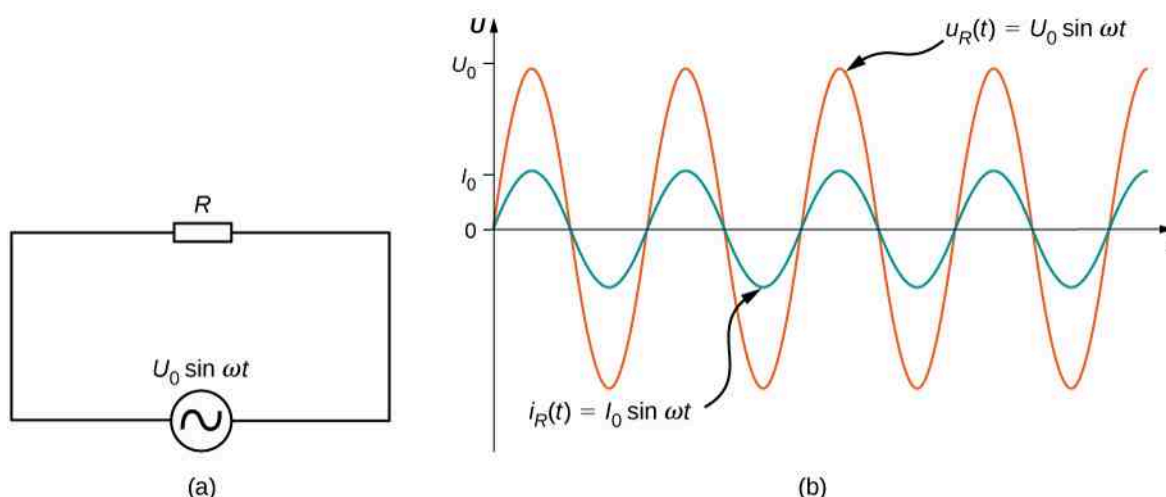 R
U₀ sin ωt
(a)
U
U₀
I₀
0
u_R(t) = U₀ sin ωt
i_R(t) = I₀ sin ωt
(b)